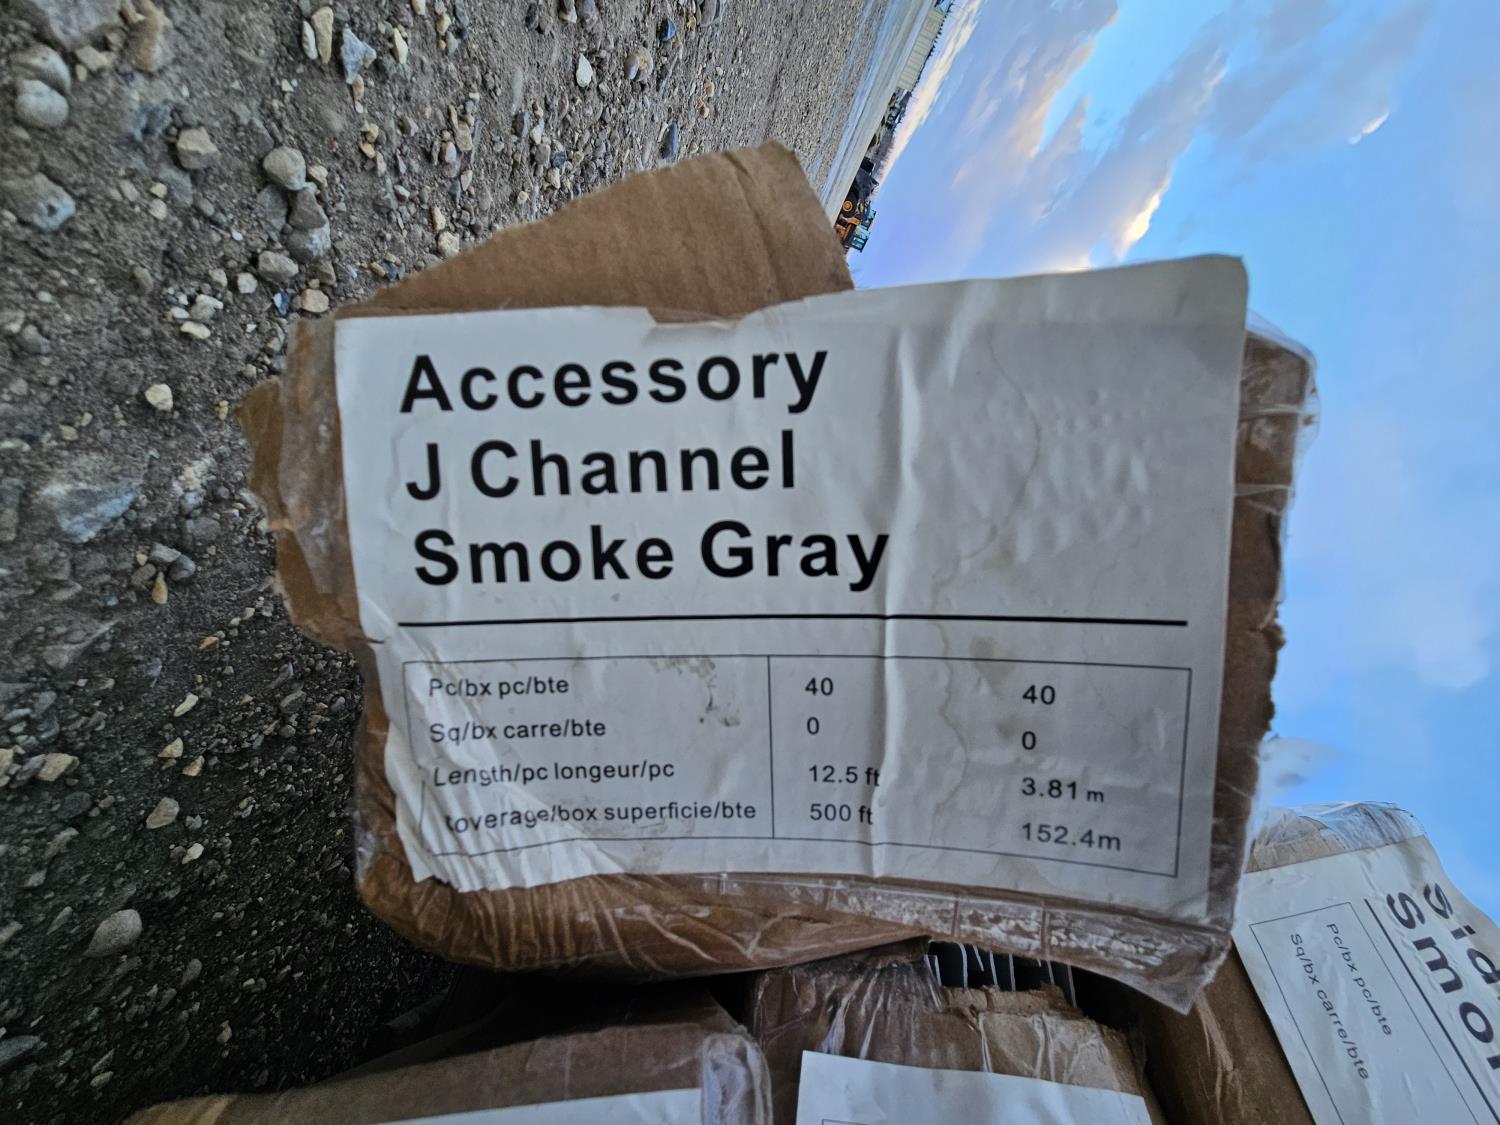 Accessory
J Channel
Smoke Gray
Pc/bx pc/bte 40 40
Sq/bx carre/bte 0 0
Length/pc longeur/pc 12.5 ft 3.81 m
coverage/box superficie/bte 500 ft 152.4m
Pc/bx pc/bte
Sq/bx carre/bte